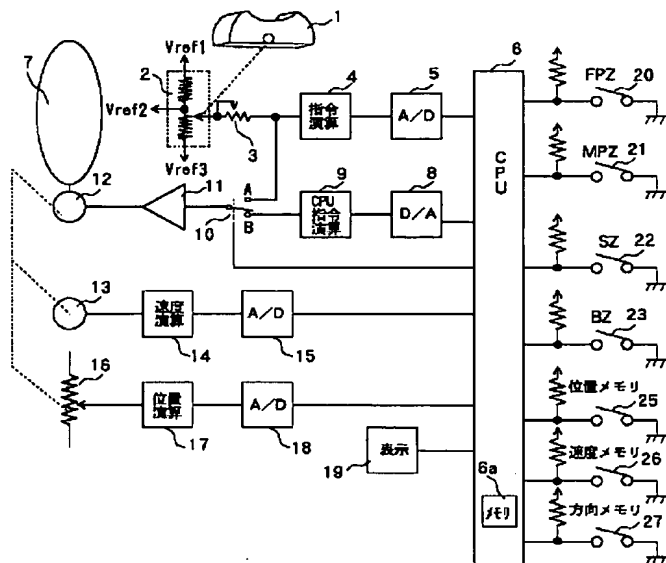 1
Vref1
2
7
Vref2
Vref3
3
4
指令
演算
5
A/D
6
CPU
FPZ
20
MPZ
21
12
11
A
B
10
9
CPU
指令
演算
8
D/A
SZ
22
BZ
23
13
速度
演算
14
A/D
15
16
位置
演算
17
A/D
18
位置メモリ
25
表示
19
6a
メモリ
速度メモリ
26
方向メモリ
27